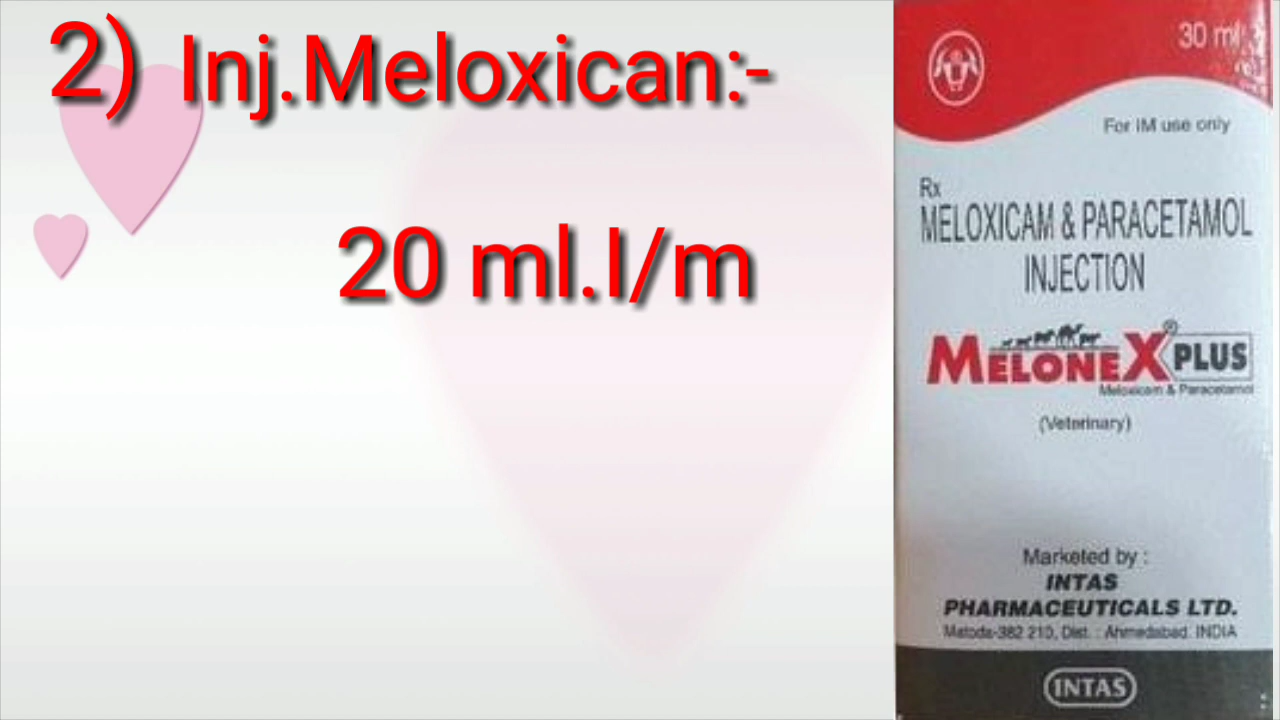 2) Inj.Meloxican:-
20 ml.I/m
30 ml
For IM use only
Rx
MELOXICAM & PARACETAMOL
INJECTION
MELONEX® PLUS
Meloxicam & Paracetamol
(Veterinary)
Marketed by :
INTAS
PHARMACEUTICALS LTD.
Matoda-382 210, Dist. : Ahmedabad. INDIA
INTAS